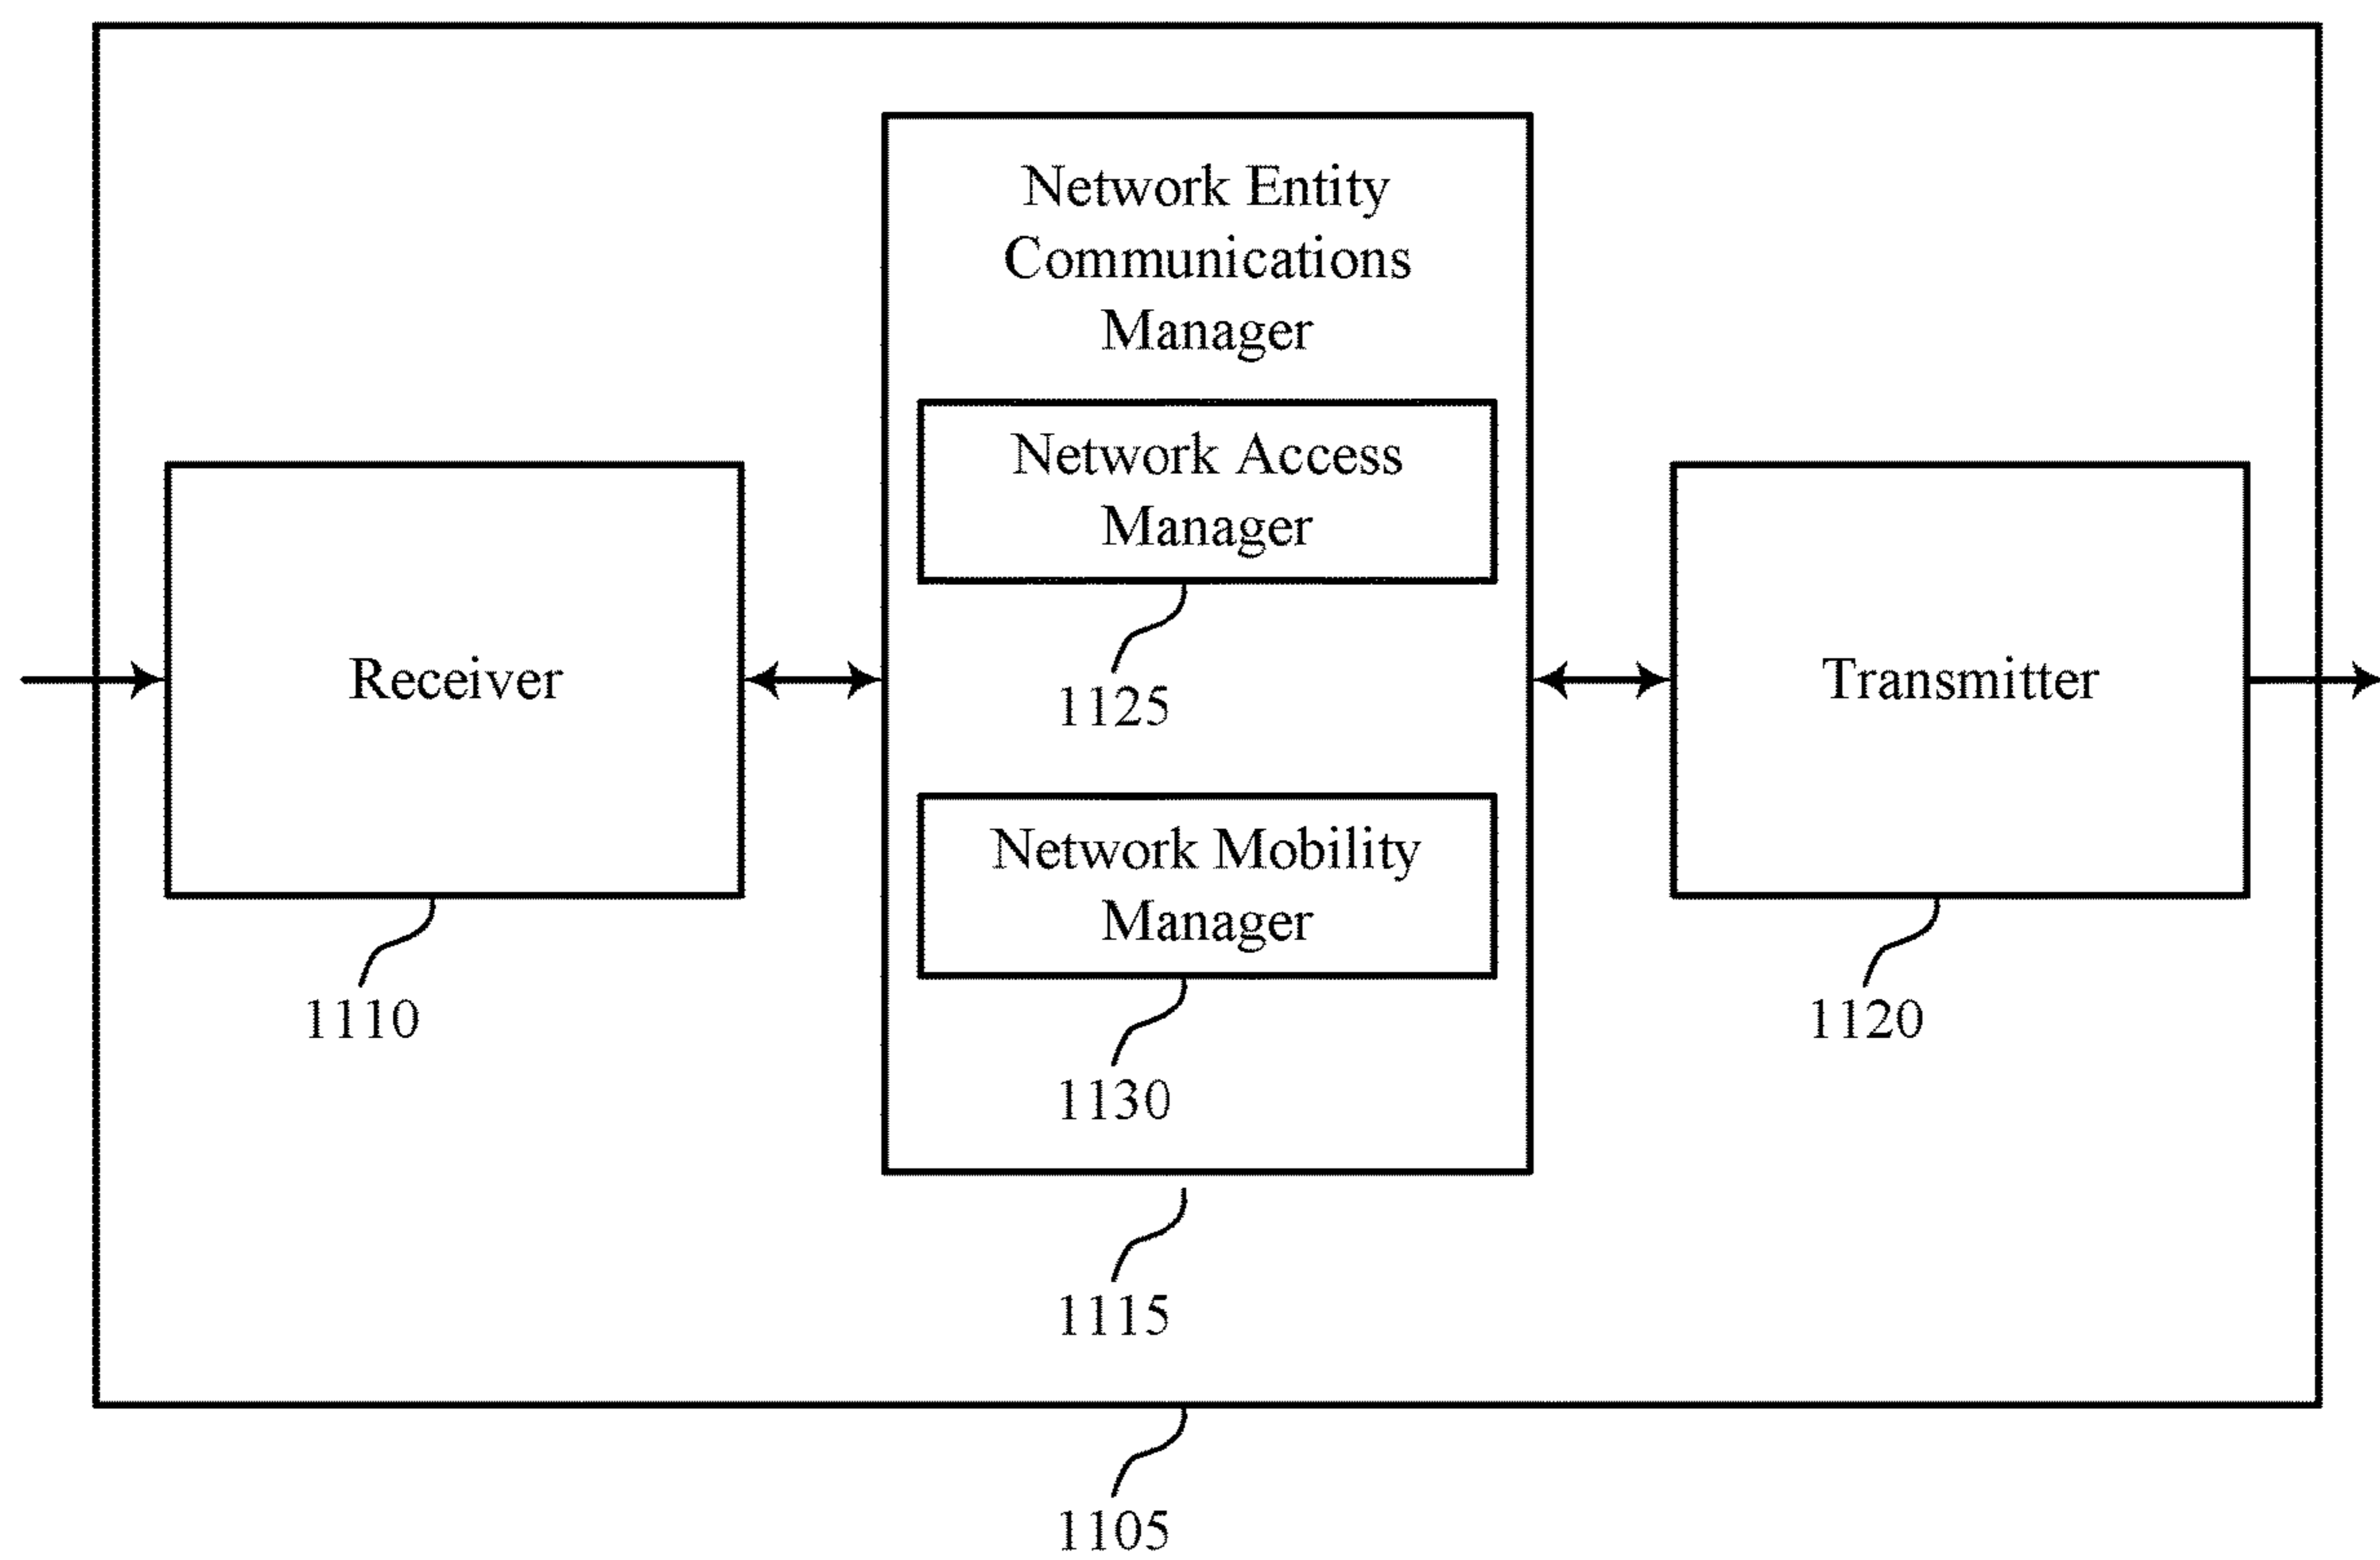 Network Entity
Communications
Manager
Network Access
Manager
1125
Receiver
1110
Network Mobility
Manager
1130
Transmitter
1120
1115
1105